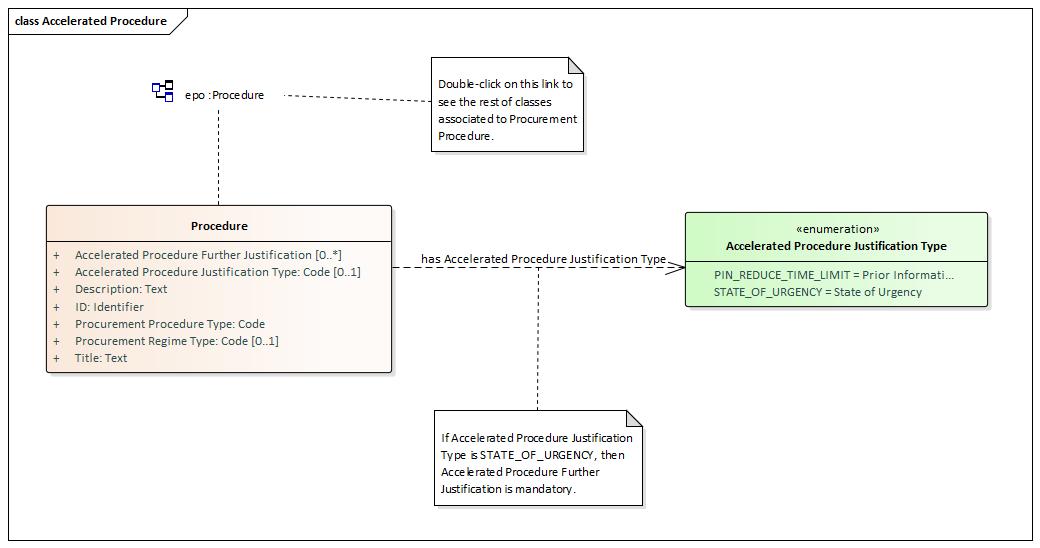 class Accelerated Procedure
epo :Procedure
Double-click on this link to
see the rest of classes
associated to Procurement
Procedure.
Procedure
+ Accelerated Procedure Further Justification [0..*]
+ Accelerated Procedure Justification Type: Code [0..1]
+ Description: Text
+ ID: Identifier
+ Procurement Procedure Type: Code
+ Procurement Regime Type: Code [0..1]
+ Title: Text
has Accelerated Procedure Justification Type
«enumeration»
Accelerated Procedure Justification Type
PIN_REDUCE_TIME_LIMIT = Prior Informati...
STATE_OF_URGENCY = State of Urgency
If Accelerated Procedure Justification
Type is STATE_OF_URGENCY, then
Accelerated Procedure Further
Justification is mandatory.